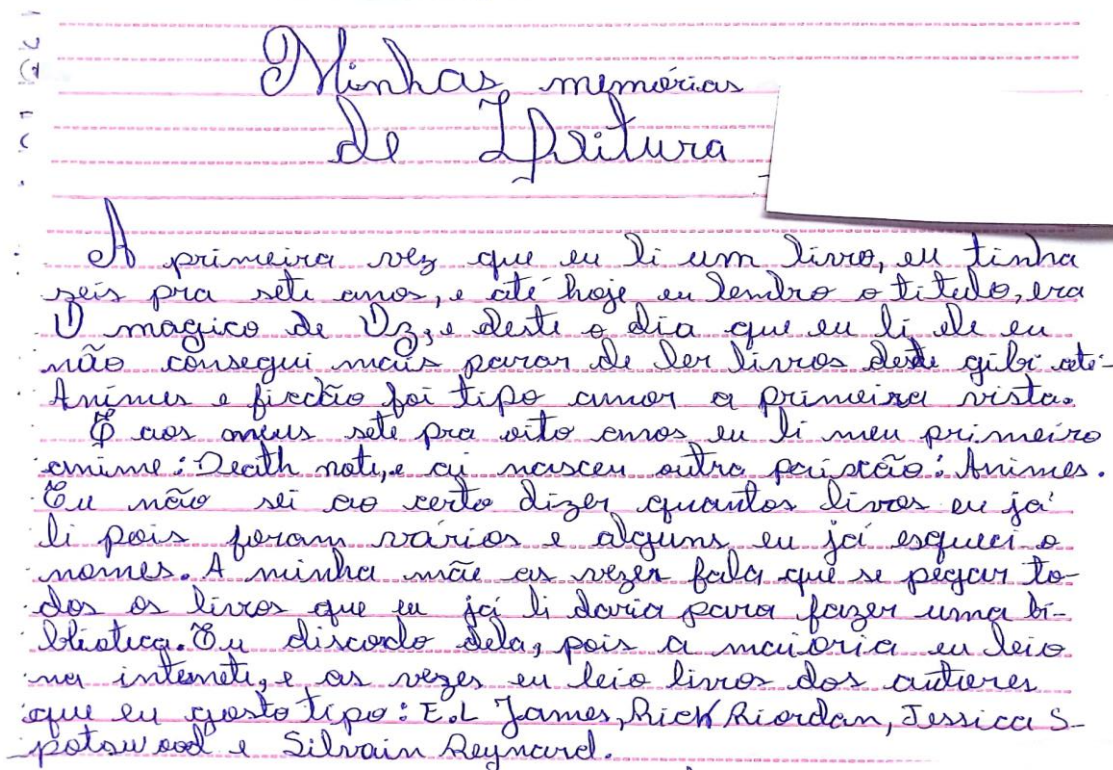 Minhas memórias
de Leitura
A primeira vez que eu li um livro, eu tinha
seis pra sete anos, e até hoje eu lembro o titulo, era
O magico de Oz, e deste o dia que eu li ele eu
não consegui mais parar de ler livros deste gibi até-
Animes e ficcão foi tipo amor a primeira vista.
E aos meus sete pra oito anos eu li meu primeiro
anime: Death note, e ai nasceu outra paixão: Animes.
Eu não sei ao certo dizer quantos livros eu já
li pois foram vários e alguns eu já esqueci o
nomes. A minha mãe as vezer fala que se pegar to-
dos os livros que eu já li daria para fazer uma bi-
blioteca. Eu discordo dela, pois a maioria eu leio
na interneti, e as vezes eu leio livros dos autores
que eu gosto tipo: E.L James, Rick Riordan, Jessica S-
potswood e Silvain Reynard.